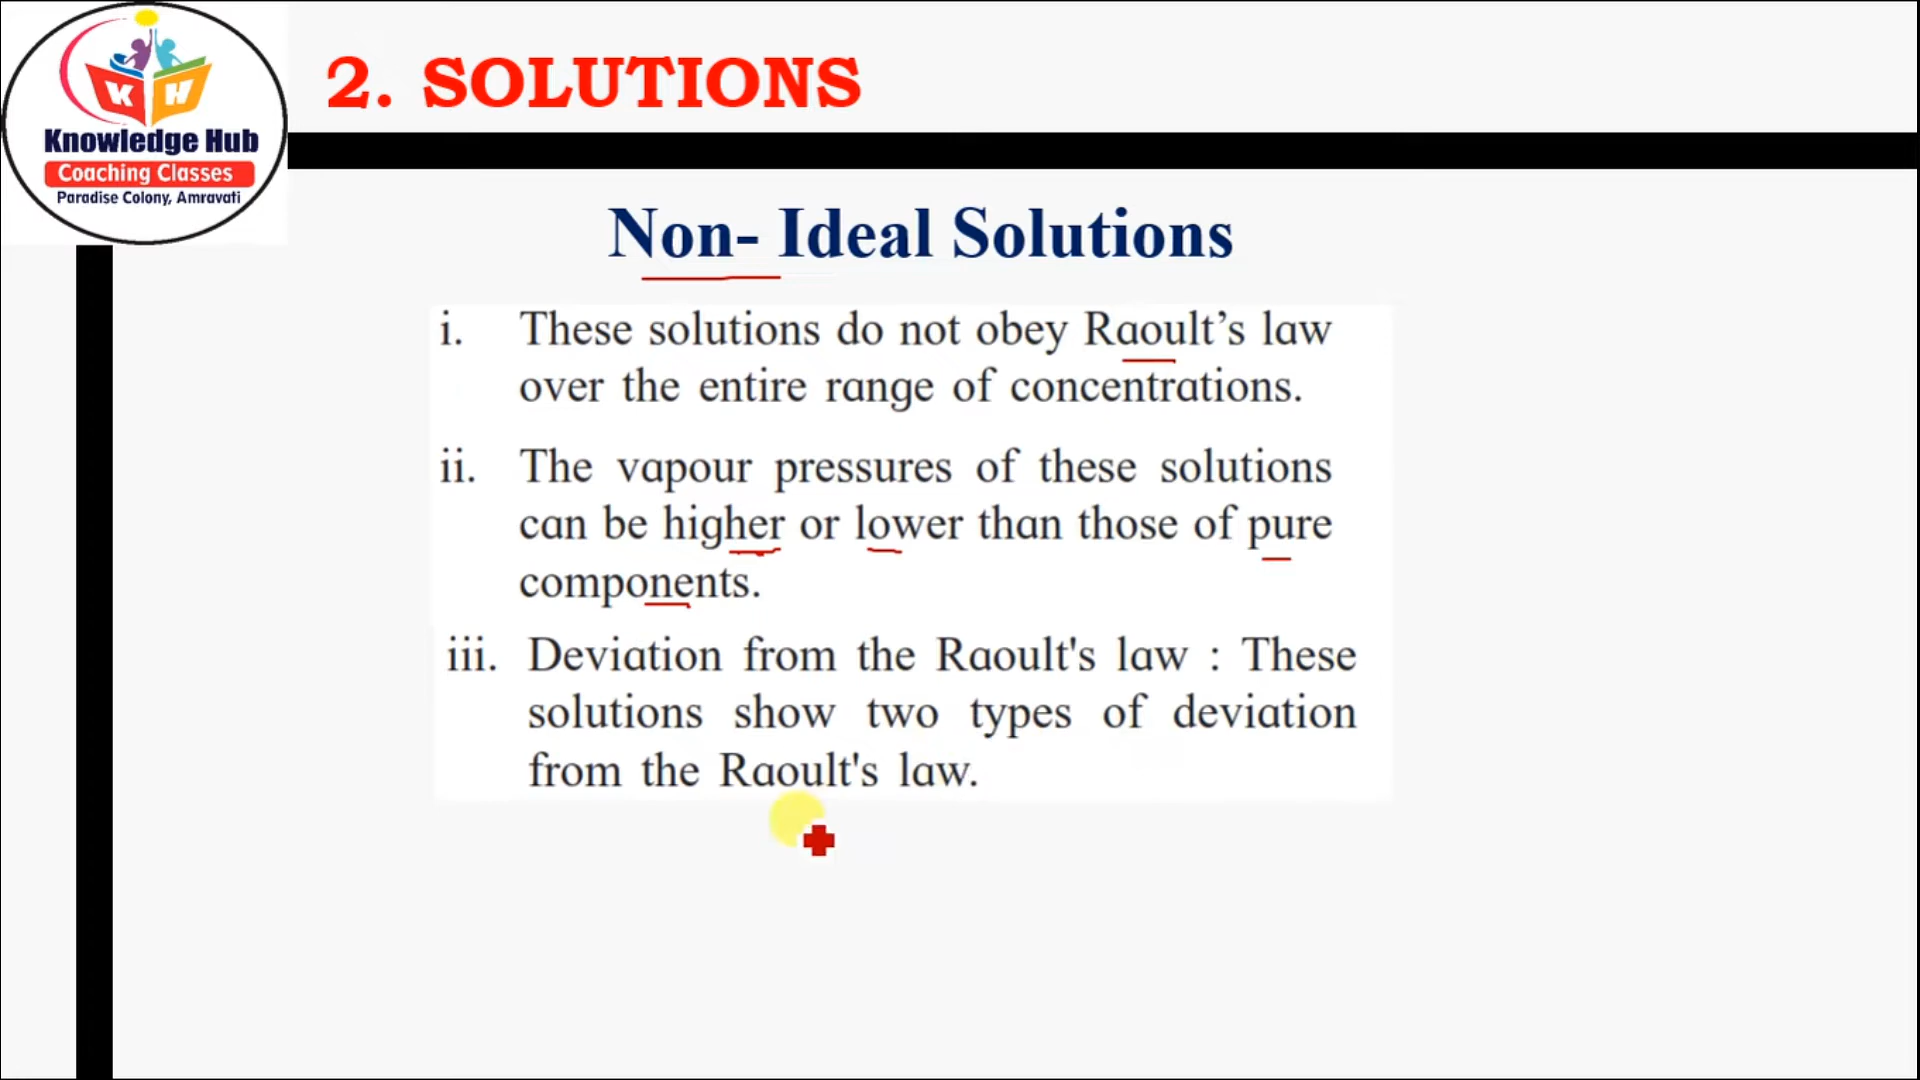 K H
Knowledge Hub
Coaching Classes
Paradise Colony, Amravati
2. SOLUTIONS
Non- Ideal Solutions
i. These solutions do not obey Raoult’s law
over the entire range of concentrations.
ii. The vapour pressures of these solutions
can be higher or lower than those of pure
components.
iii. Deviation from the Raoult's law : These
solutions show two types of deviation
from the Raoult's law.